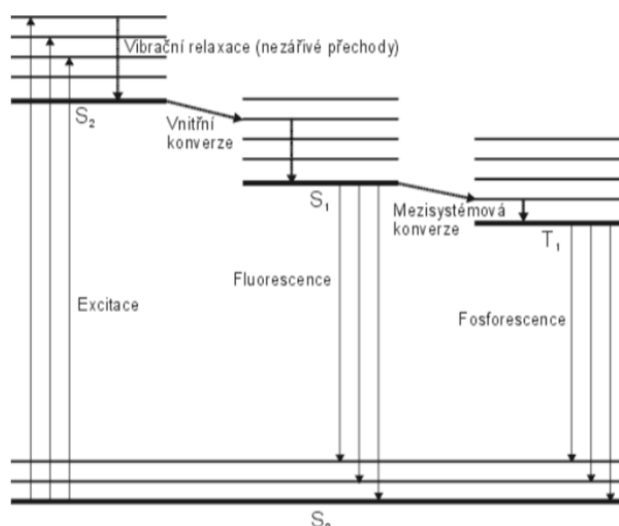 Vibrační relaxace (nezářivé přechody)
S₂
Vnitřní
konverze
S₁
Mezisystémová
konverze
T₁
Fluorescence
Excitace
Fosforescence
S₀